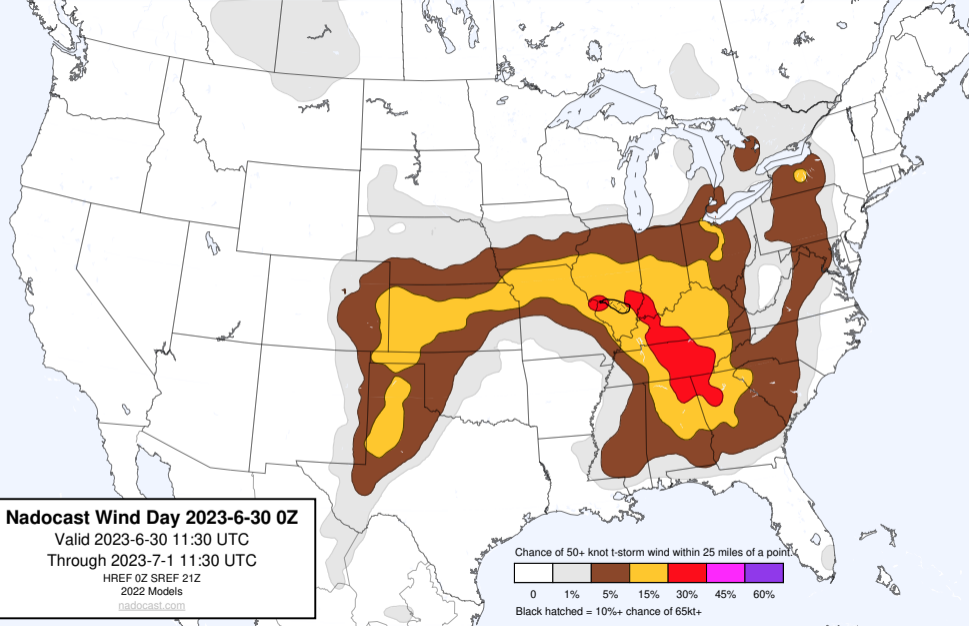 Nadocast Wind Day 2023-6-30 0Z
Valid 2023-6-30 11:30 UTC
Through 2023-7-1 11:30 UTC
HREF 0Z SREF 21Z
2022 Models
nadocast.com
Chance of 50+ knot t-storm wind within 25 miles of a point.
0 1% 5% 15% 30% 45% 60%
Black hatched = 10%+ chance of 65kt+